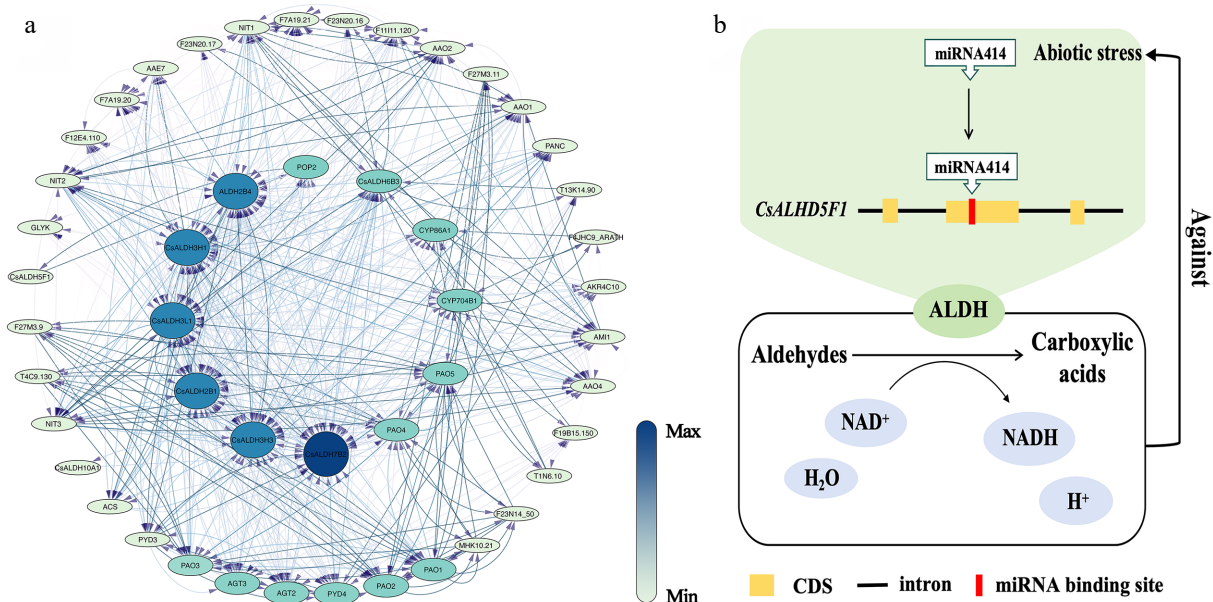 a
NIT1
F7A19.21
F23N20.16
F11I11.120
AAO2
F27M3.11
AAO1
PANC
T13K14.90
F4JHC9_ARATH
AKR4C10
AMI1
AAO4
F19B15.150
T1N6.10
F23N14_50
MHK10.21
PAO1
PAO2
PYD4
AGT2
AGT3
PAO3
PYD3
ACS
CsALDH10A1
NIT3
T4C9.130
F27M3.9
CsALDH5F1
GLYK
NIT2
F12E4.110
F7A19.20
AAE7
F23N20.17
POP2
CsALDH6B3
CYP86A1
CYP704B1
PAO5
PAO4
CsALDH7B2
CsALDH3H3
CsALDH2B1
CsALDH3L1
CsALDH3H1
ALDH2B4
Max
Min
b
miRNA414
Abiotic stress
miRNA414
CsALHD5F1
Against
ALDH
Aldehydes
Carboxylic
acids
NAD+
NADH
H2O
H+
CDS
intron
miRNA binding site